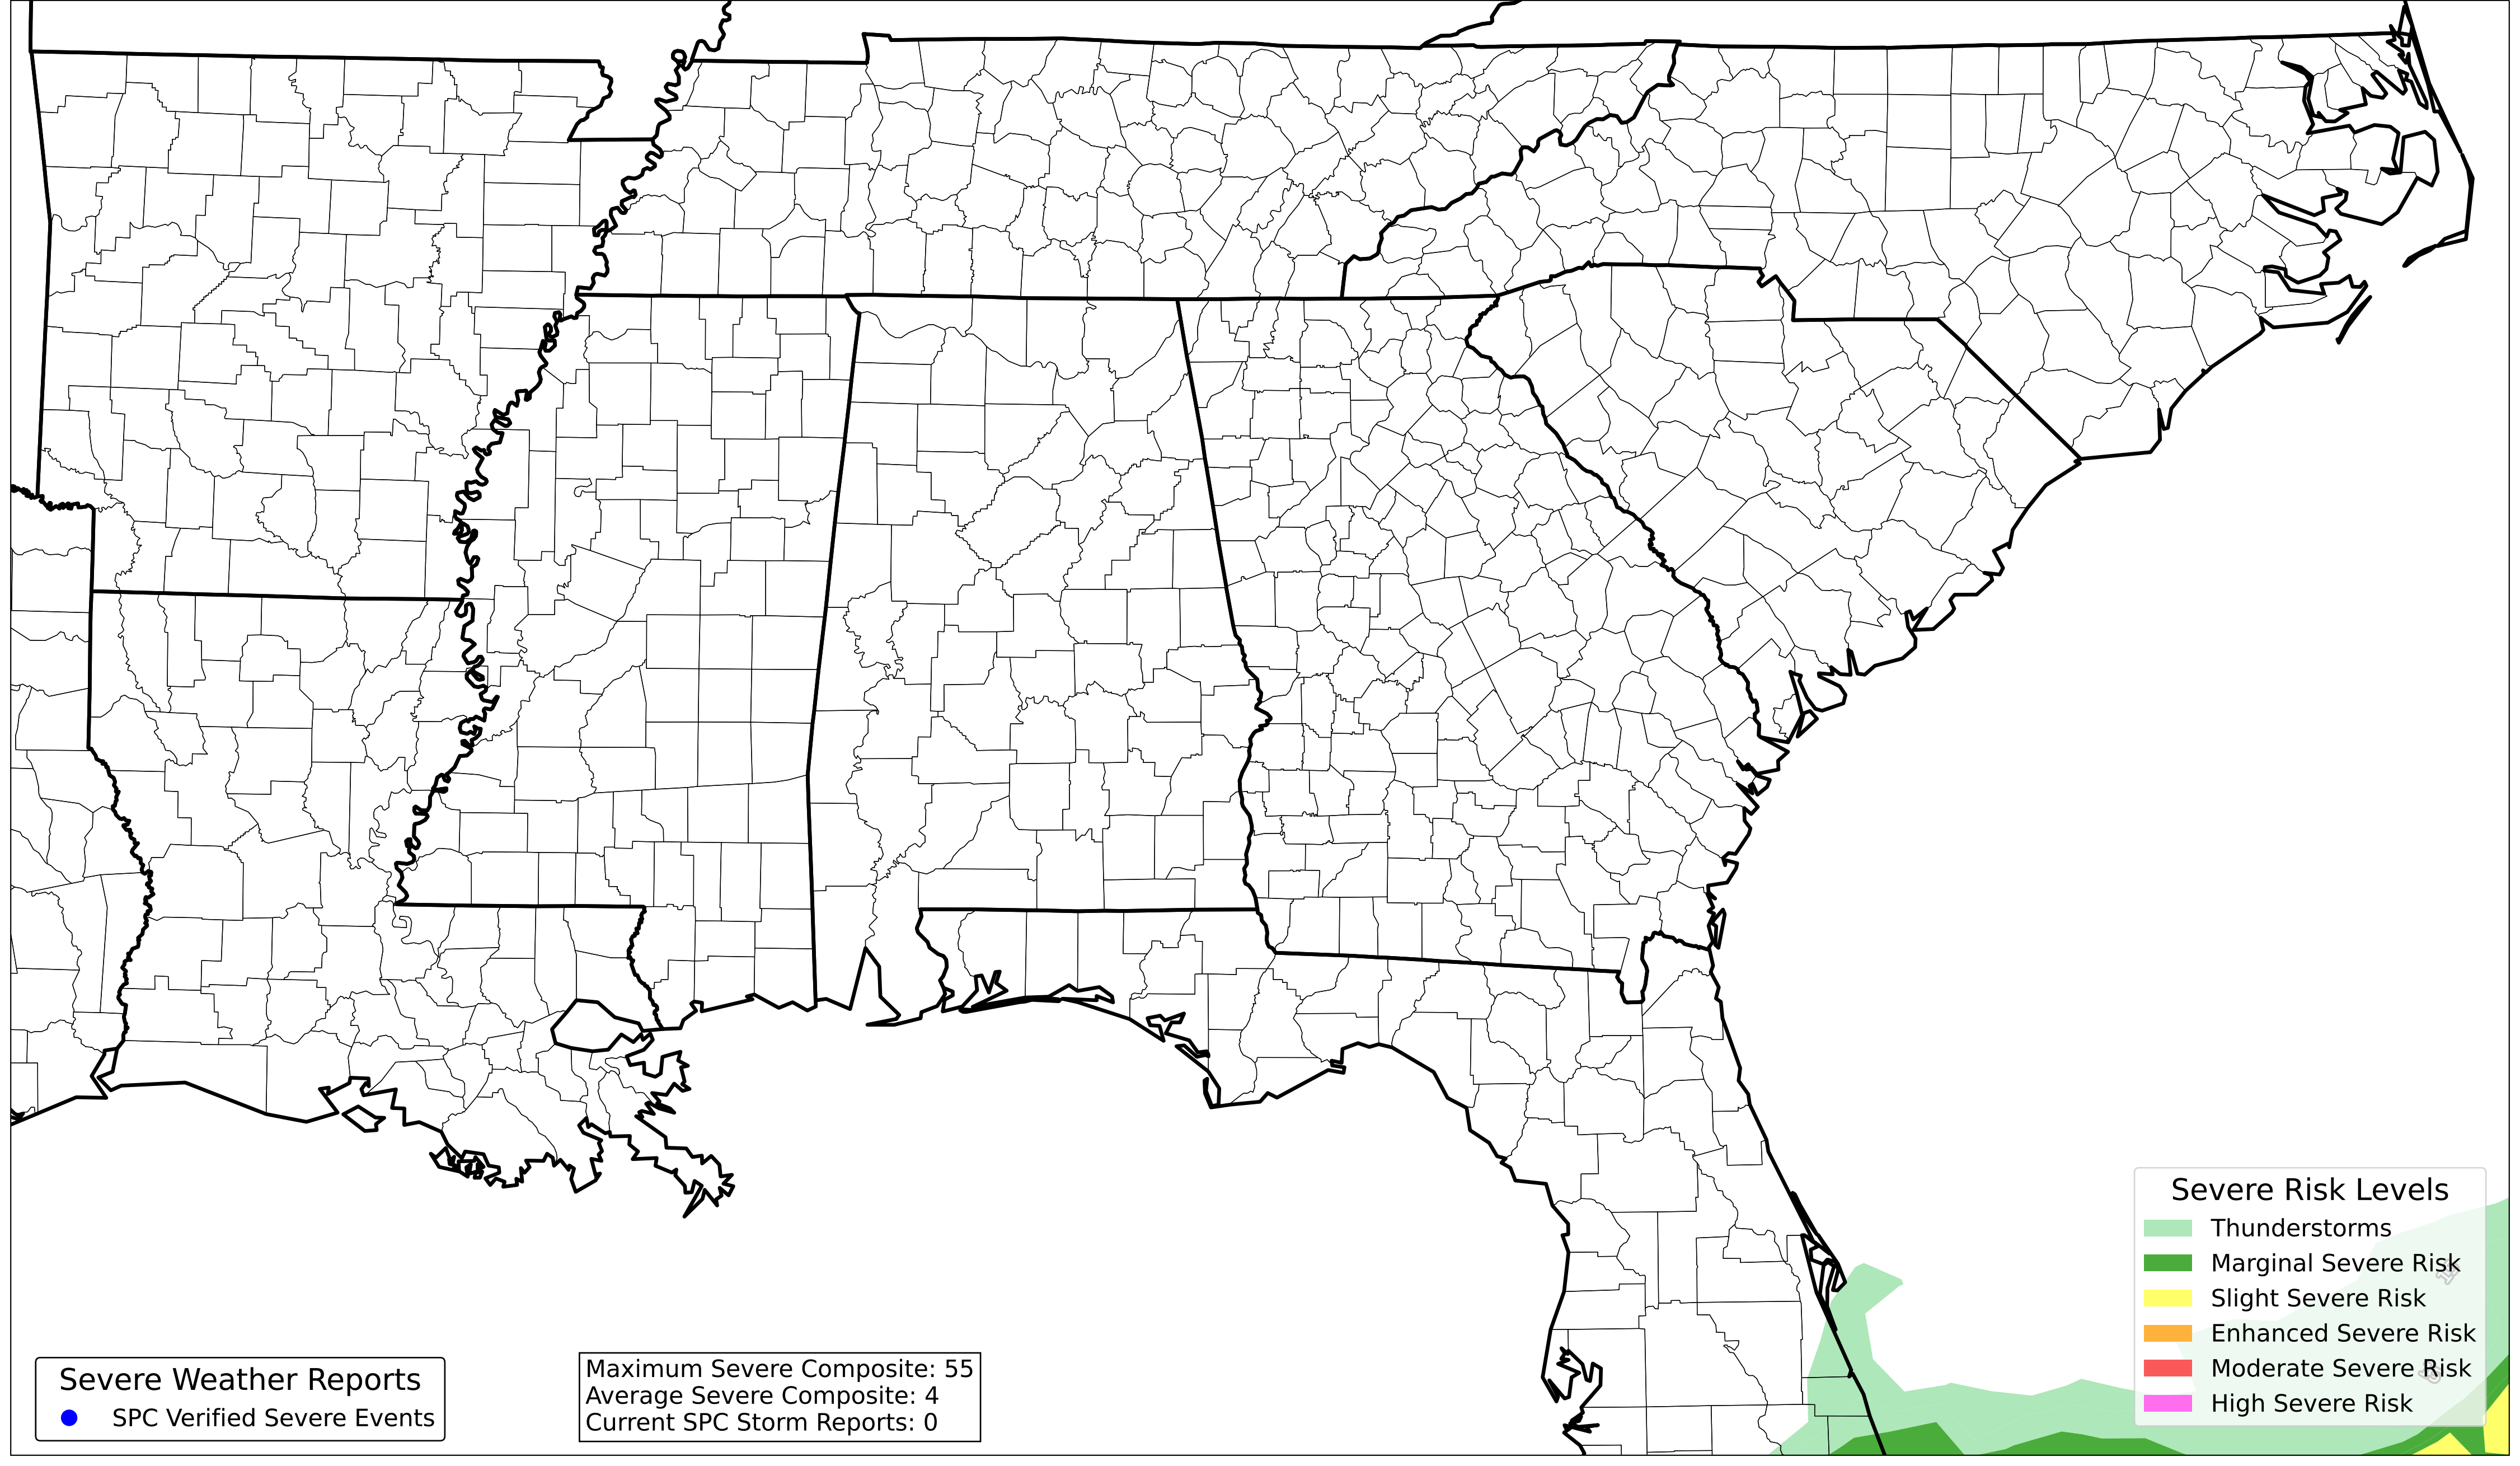 Severe Risk Levels
Thunderstorms
Marginal Severe Risk
Slight Severe Risk
Enhanced Severe Risk
Moderate Severe Risk
High Severe Risk
Severe Weather Reports
SPC Verified Severe Events
Maximum Severe Composite: 55
Average Severe Composite: 4
Current SPC Storm Reports: 0